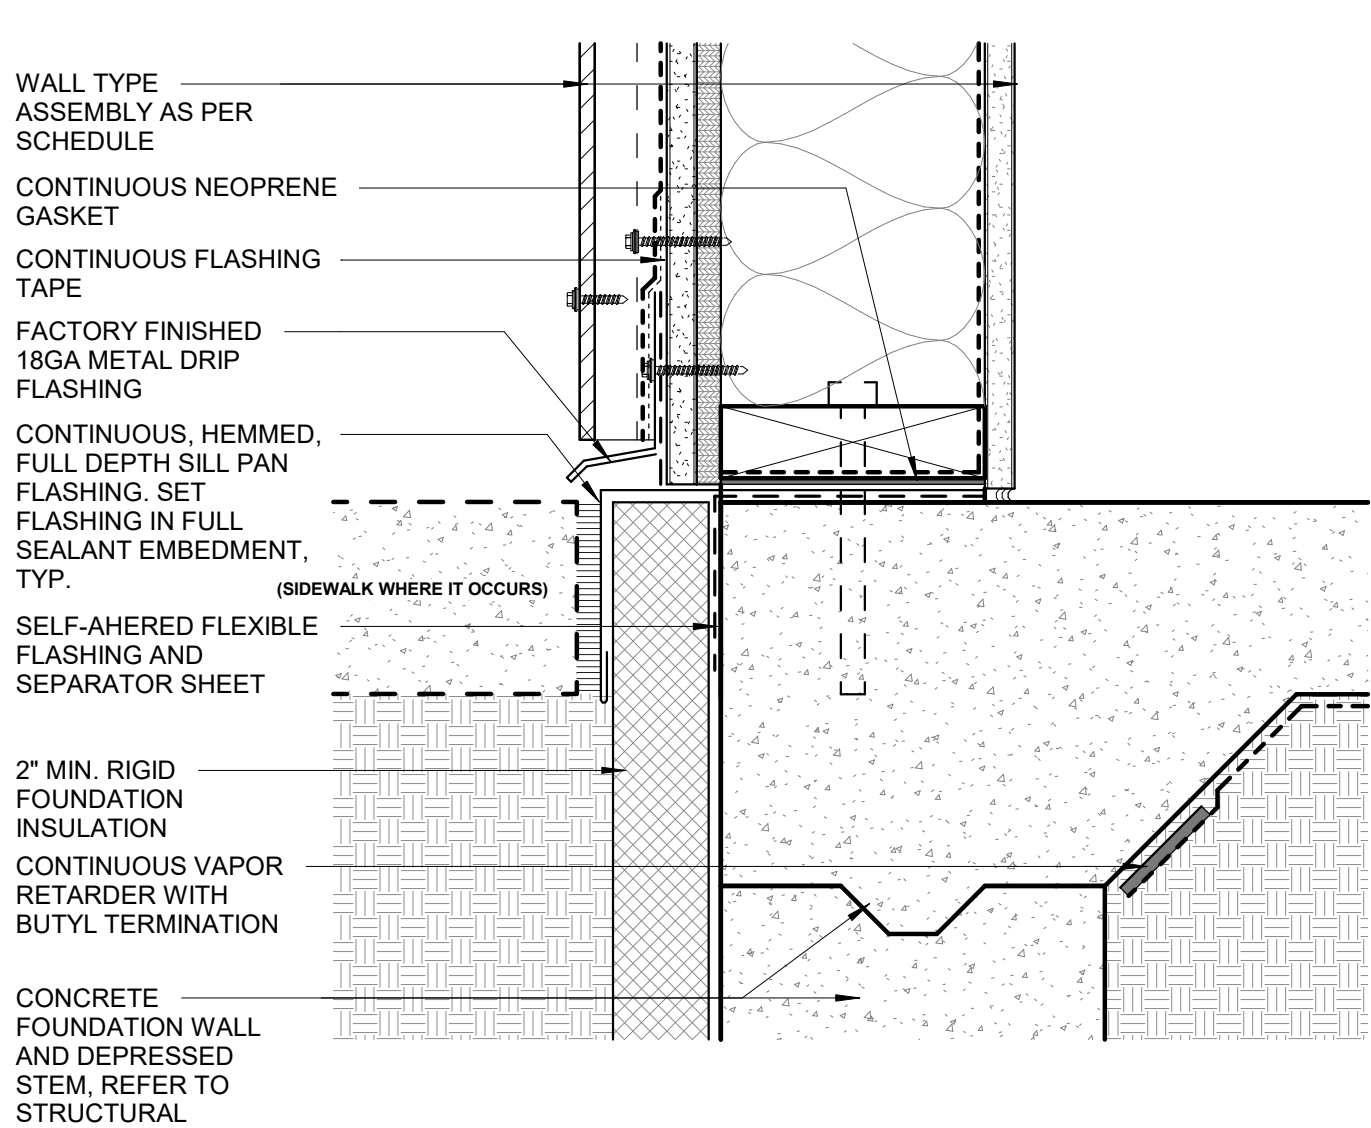 WALL TYPE
ASSEMBLY AS PER
SCHEDULE
CONTINUOUS NEOPRENE
GASKET
CONTINUOUS FLASHING
TAPE
FACTORY FINISHED
18GA METAL DRIP
FLASHING
CONTINUOUS, HEMMED,
FULL DEPTH SILL PAN
FLASHING. SET
FLASHING IN FULL
SEALANT EMBEDMENT,
TYP.
(SIDEWALK WHERE IT OCCURS)
SELF-AHERED FLEXIBLE
FLASHING AND
SEPARATOR SHEET
2" MIN. RIGID
FOUNDATION
INSULATION
CONTINUOUS VAPOR
RETARDER WITH
BUTYL TERMINATION
CONCRETE
FOUNDATION WALL
AND DEPRESSED
STEM, REFER TO
STRUCTURAL